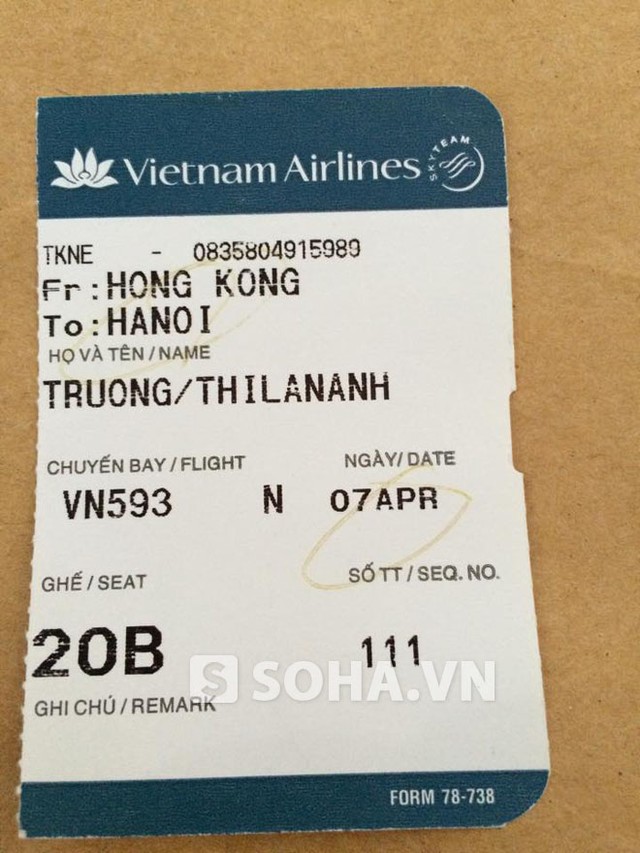 Vietnam Airlines SKYTEAM
TKNE - 0835804915989
Fr:HONG KONG
To:HANOI
HỌ VÀ TÊN / NAME
TRUONG/THILANANH
CHUYẾN BAY / FLIGHT NGÀY/ DATE
VN593 N 07APR
GHẾ / SEAT SỐ TT / SEQ. NO.
20B 111
S SOHA.VN
GHI CHÚ / REMARK
FORM 78-738